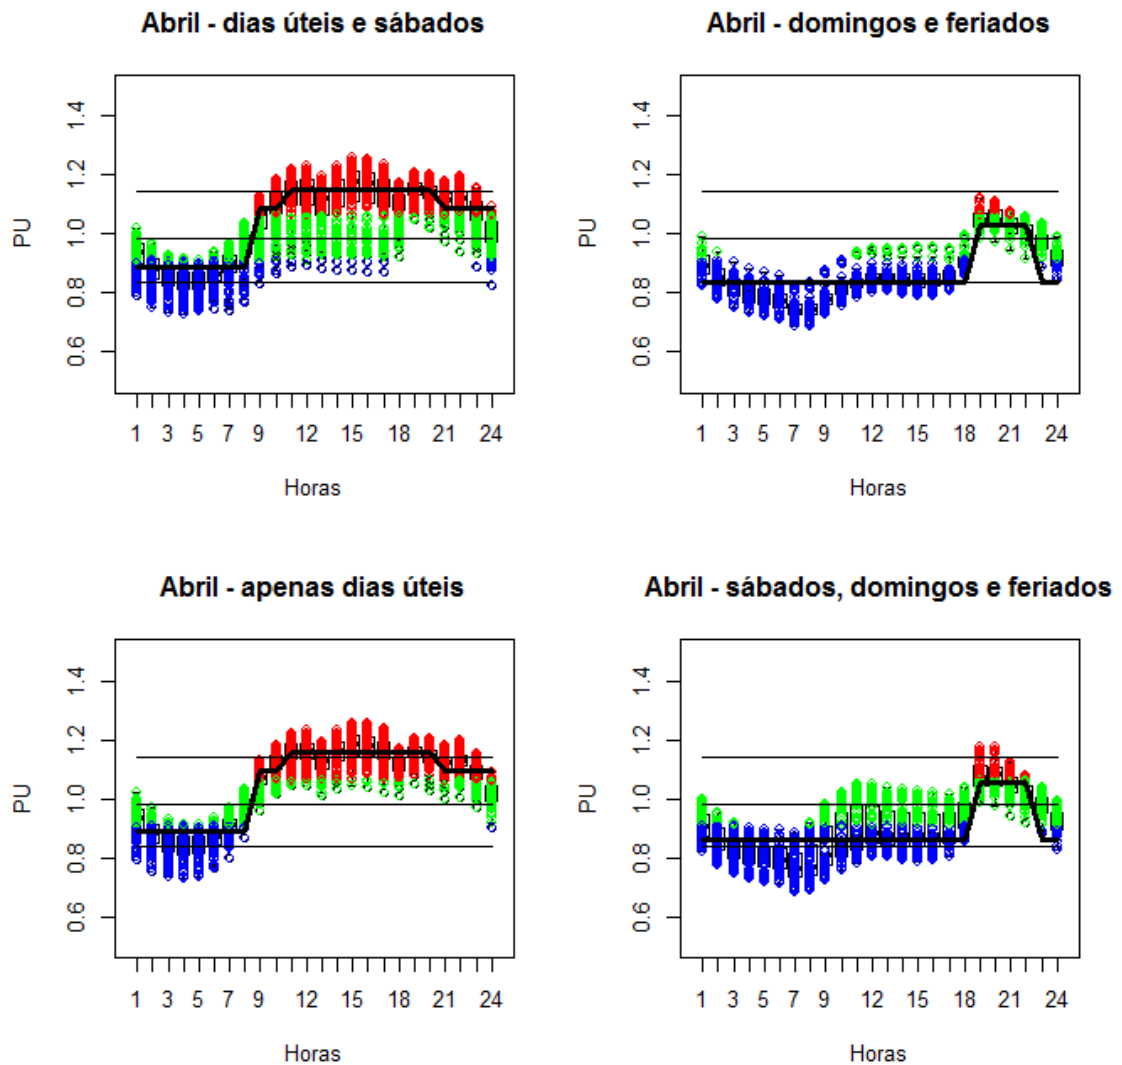 Abril - dias úteis e sábados
PU
0.6 0.8 1.0 1.2 1.4
1 3 5 7 9 12 15 18 21 24
Horas
Abril - domingos e feriados
PU
0.6 0.8 1.0 1.2 1.4
1 3 5 7 9 12 15 18 21 24
Horas
Abril - apenas dias úteis
PU
0.6 0.8 1.0 1.2 1.4
1 3 5 7 9 12 15 18 21 24
Horas
Abril - sábados, domingos e feriados
PU
0.6 0.8 1.0 1.2 1.4
1 3 5 7 9 12 15 18 21 24
Horas